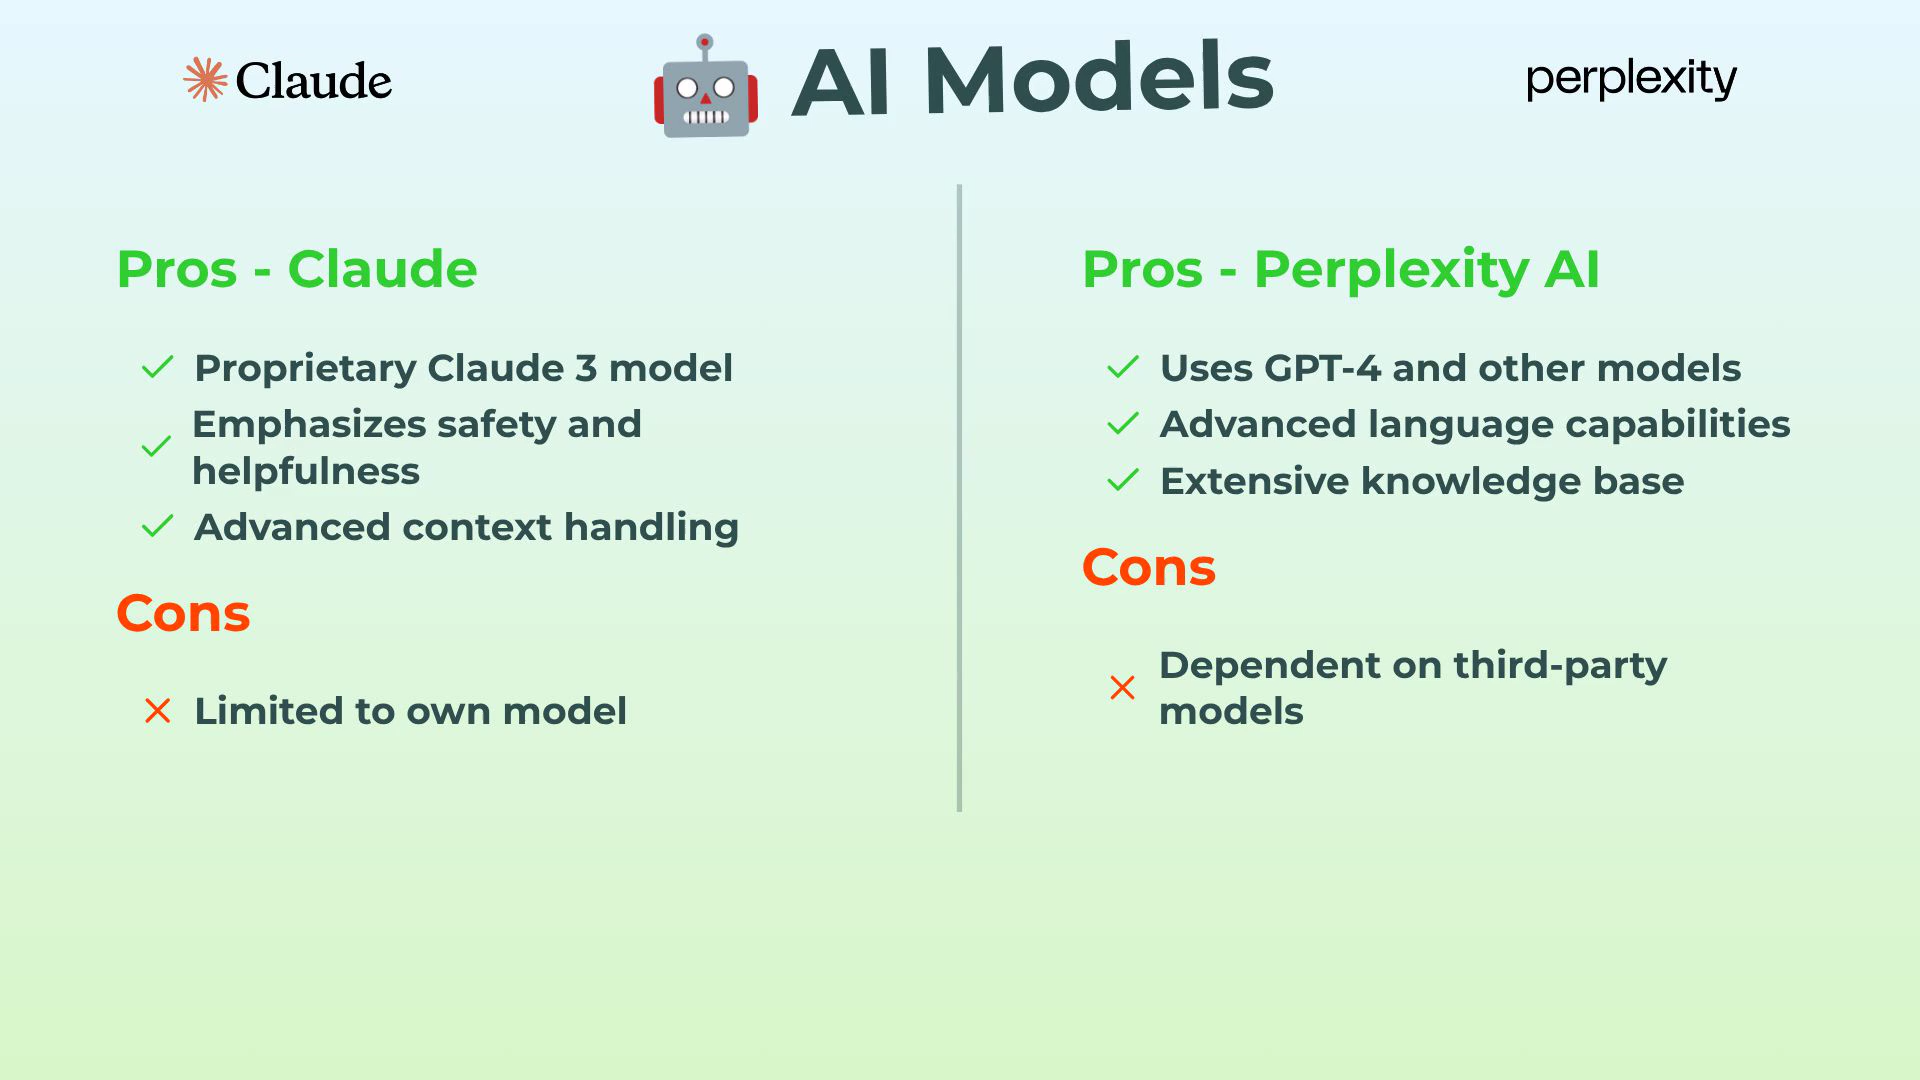 Claude
AI Models
perplexity
Pros - Claude
Proprietary Claude 3 model
Emphasizes safety and
helpfulness
Advanced context handling
Cons
Limited to own model
Pros - Perplexity AI
Uses GPT-4 and other models
Advanced language capabilities
Extensive knowledge base
Cons
Dependent on third-party
models